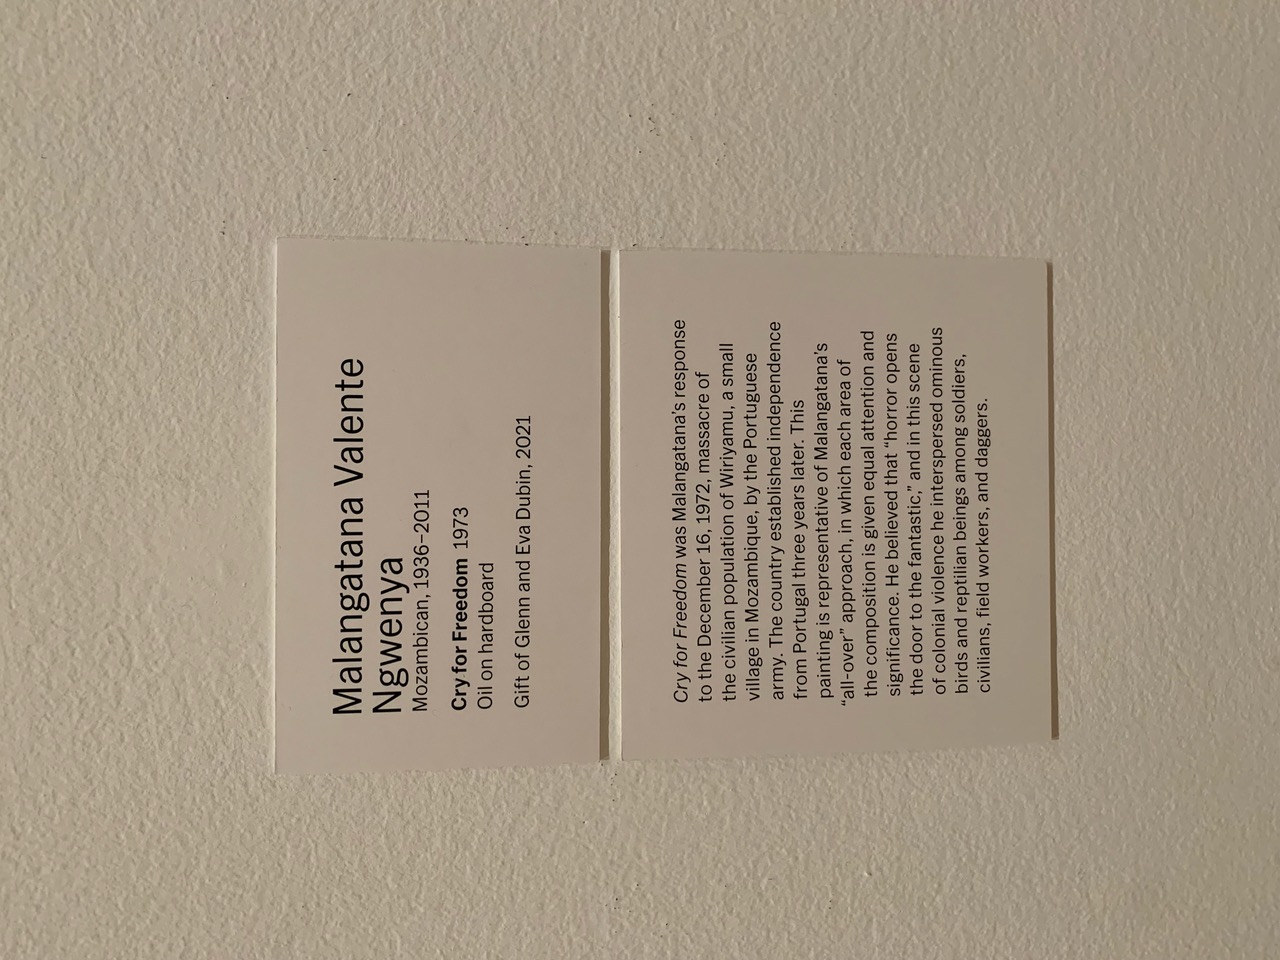 Malangatana Valente
Ngwenya
Mozambican, 1936–2011
Cry for Freedom 1973
Oil on hardboard
Gift of Glenn and Eva Dubin, 2021
Cry for Freedom was Malangatana’s response
to the December 16, 1972, massacre of
the civilian population of Wiriyamu, a small
village in Mozambique, by the Portuguese
army. The country established independence
from Portugal three years later. This
painting is representative of Malangatana’s
“all-over” approach, in which each area of
the composition is given equal attention and
significance. He believed that “horror opens
the door to the fantastic,” and in this scene
of colonial violence he interspersed ominous
birds and reptilian beings among soldiers,
civilians, field workers, and daggers.